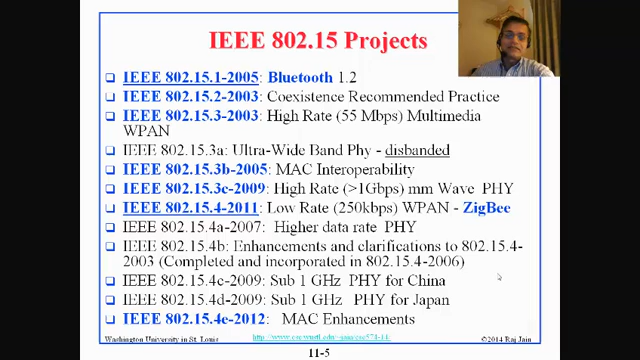 IEEE 802.15 Projects
IEEE 802.15.1-2005: Bluetooth 1.2
IEEE 802.15.2-2003: Coexistence Recommended Practice
IEEE 802.15.3-2003: High Rate (55 Mbps) Multimedia
WPAN
IEEE 802.15.3a: Ultra-Wide Band Phy - disbanded
IEEE 802.15.3b-2005: MAC Interoperability
IEEE 802.15.3c-2009: High Rate (>1Gbps) mm Wave PHY
IEEE 802.15.4-2011: Low Rate (250kbps) WPAN - ZigBee
IEEE 802.15.4a-2007: Higher data rate PHY
IEEE 802.15.4b: Enhancements and clarifications to 802.15.4-
2003 (Completed and incorporated in 802.15.4-2006)
IEEE 802.15.4c-2009: Sub 1 GHz PHY for China
IEEE 802.15.4d-2009: Sub 1 GHz PHY for Japan
IEEE 802.15.4e-2012: MAC Enhancements
Washington University in St. Louis
©2014 Raj Jain
11-5